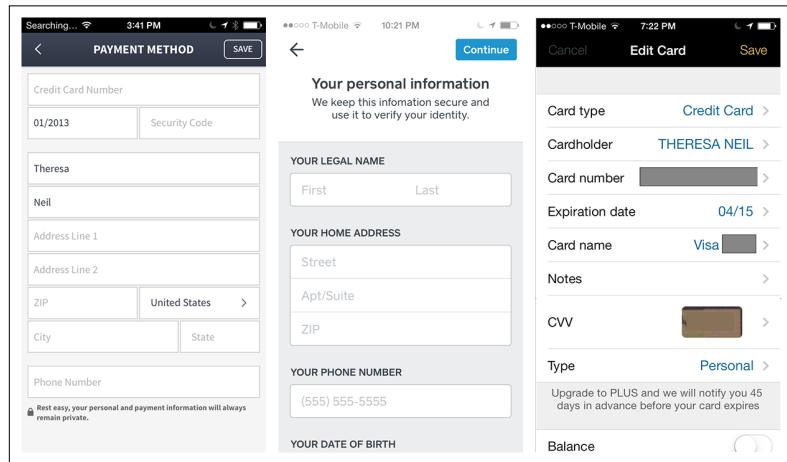 Searching...
3:41 PM
PAYMENT METHOD
SAVE
Credit Card Number
01/2013
Security Code
Theresa
Neil
Address Line 1
Address Line 2
ZIP
United States
City
State
Phone Number
Rest easy, your personal and payment information will always
remain private.
T-Mobile
10:21 PM
Continue
Your personal information
We keep this infomation secure and
use it to verify your identity.
YOUR LEGAL NAME
First
Last
YOUR HOME ADDRESS
Street
Apt/Suite
ZIP
YOUR PHONE NUMBER
(555) 555-5555
YOUR DATE OF BIRTH
T-Mobile
7:22 PM
Cancel
Edit Card
Save
Card type
Credit Card
Cardholder
THERESA NEIL
Card number
Expiration date
04/15
Card name
Visa
Notes
CVV
Type
Personal
Upgrade to PLUS and we will notify you 45
days in advance before your card expires
Balance